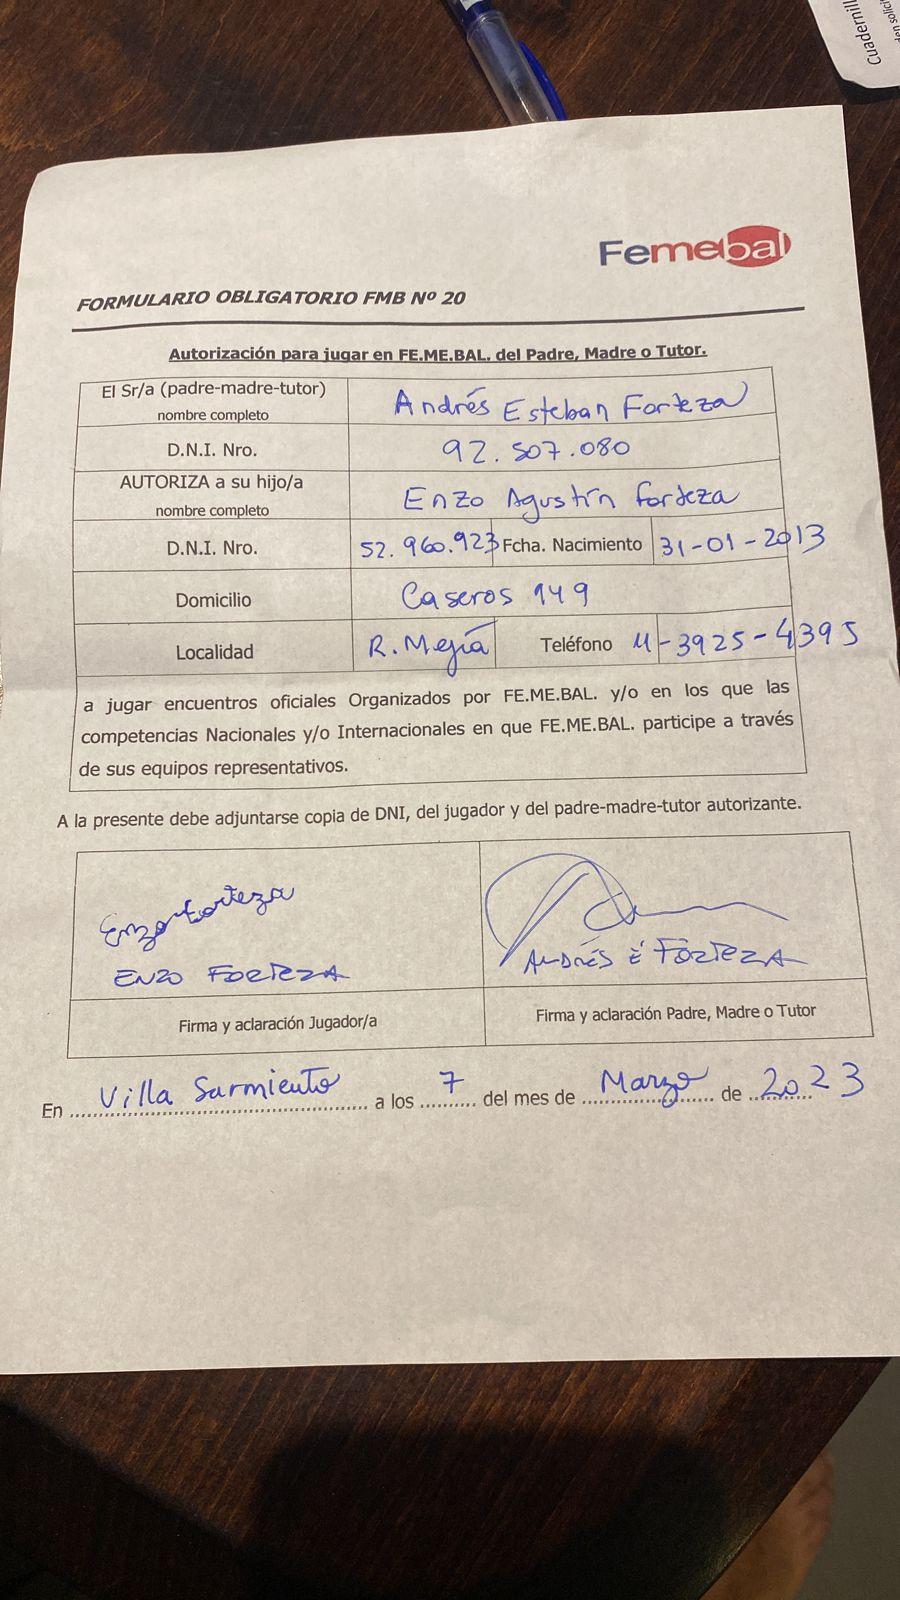 Cuadernill
den solici
Femebal
FORMULARIO OBLIGATORIO FMB Nº 20
Autorización para jugar en FE.ME.BAL. del Padre, Madre o Tutor.
El Sr/a (padre-madre-tutor) nombre completo Andrés Esteban Forteza
D.N.I. Nro. 92.507.080
AUTORIZA a su hijo/a nombre completo Enzo Agustín Forteza
D.N.I. Nro. 52.960.923 Fcha. Nacimiento 31-01-2013
Domicilio Caseros 149
Localidad R. Mejía Teléfono 11-3925-4395
a jugar encuentros oficiales Organizados por FE.ME.BAL. y/o en los que las
competencias Nacionales y/o Internacionales en que FE.ME.BAL. participe a través
de sus equipos representativos.
A la presente debe adjuntarse copia de DNI, del jugador y del padre-madre-tutor autorizante.
Enzo Forteza
ENZO FORTEZA ANDRÉS E FORTEZA
Firma y aclaración Jugador/a Firma y aclaración Padre, Madre o Tutor
En Villa Sarmiento a los 7 del mes de Marzo de 2023